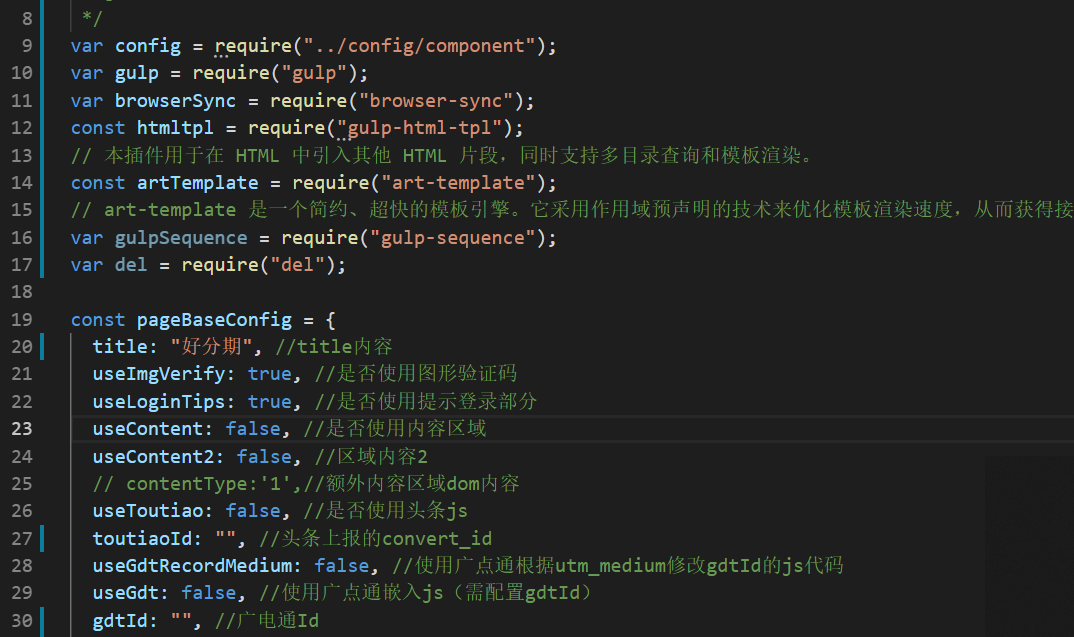 8 */
9 var config = require("../config/component");
10 var gulp = require("gulp");
11 var browserSync = require("browser-sync");
12 const htmltpl = require("gulp-html-tpl");
13 // 本插件用于在 HTML 中引入其他 HTML 片段，同时支持多目录查询和模板渲染。
14 const artTemplate = require("art-template");
15 // art-template 是一个简约、超快的模板引擎。它采用作用域预声明的技术来优化模板渲染速度，从而获得接
16 var gulpSequence = require("gulp-sequence");
17 var del = require("del");
18
19 const pageBaseConfig = {
20 title: "好分期", //title内容
21 useImgVerify: true, //是否使用图形验证码
22 useLoginTips: true, //是否使用提示登录部分
23 useContent: false, //是否使用内容区域
24 useContent2: false, //区域内容2
25 // contentType:'1',//额外内容区域dom内容
26 useToutiao: false, //是否使用头条js
27 toutiaoId: "", //头条上报的convert_id
28 useGdtRecordMedium: false, //使用广点通根据utm_medium修改gdtId的js代码
29 useGdt: false, //使用广点通嵌入js（需配置gdtId）
30 gdtId: "", //广电通Id